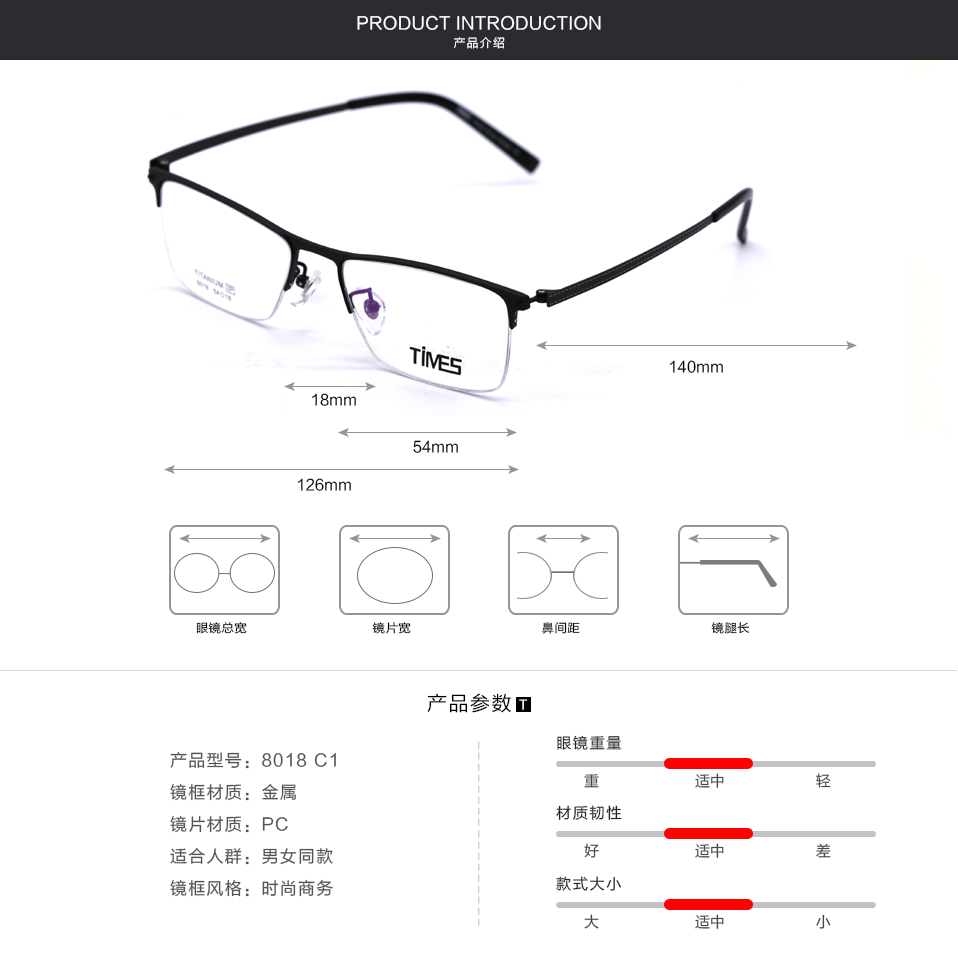 PRODUCT INTRODUCTION
产品介绍
TITANIUM IP
8018 54□18
TIMES
140mm
18mm
54mm
126mm
眼镜总宽
镜片宽
鼻间距
镜腿长
产品参数 T
产品型号：8018 C1
镜框材质：金属
镜片材质：PC
适合人群：男女同款
镜框风格：时尚商务
眼镜重量
重 适中 轻
材质韧性
好 适中 差
款式大小
大 适中 小